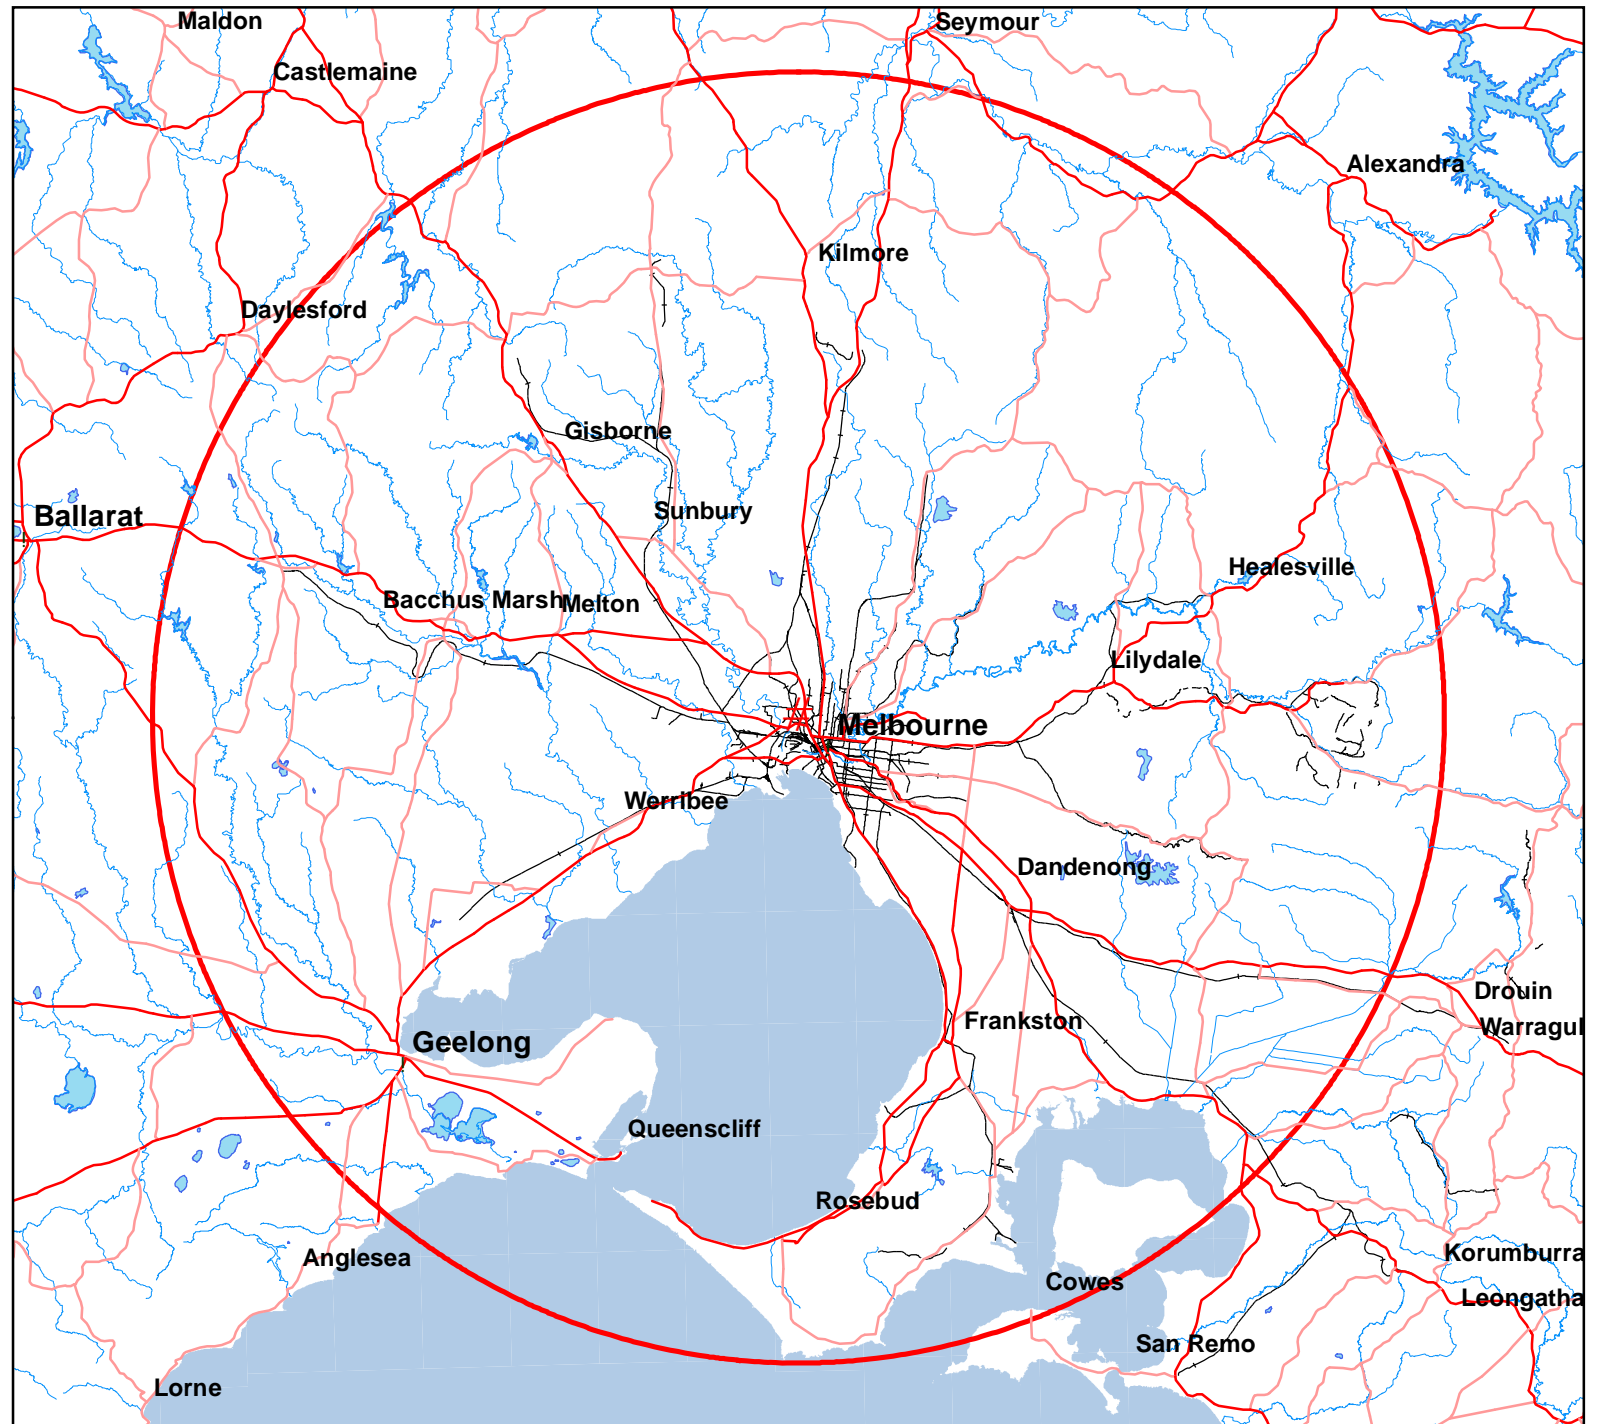 Maldon
Seymour
Castlemaine
Alexandra
Kilmore
Daylesford
Gisborne
Sunbury
Ballarat
Healesville
Bacchus Marsh
Melton
Lilydale
Melbourne
Werribee
Dandenong
Drouin
Frankston
Warragul
Geelong
Queenscliff
Rosebud
Anglesea
Korumburra
Cowes
Leongatha
San Remo
Lorne